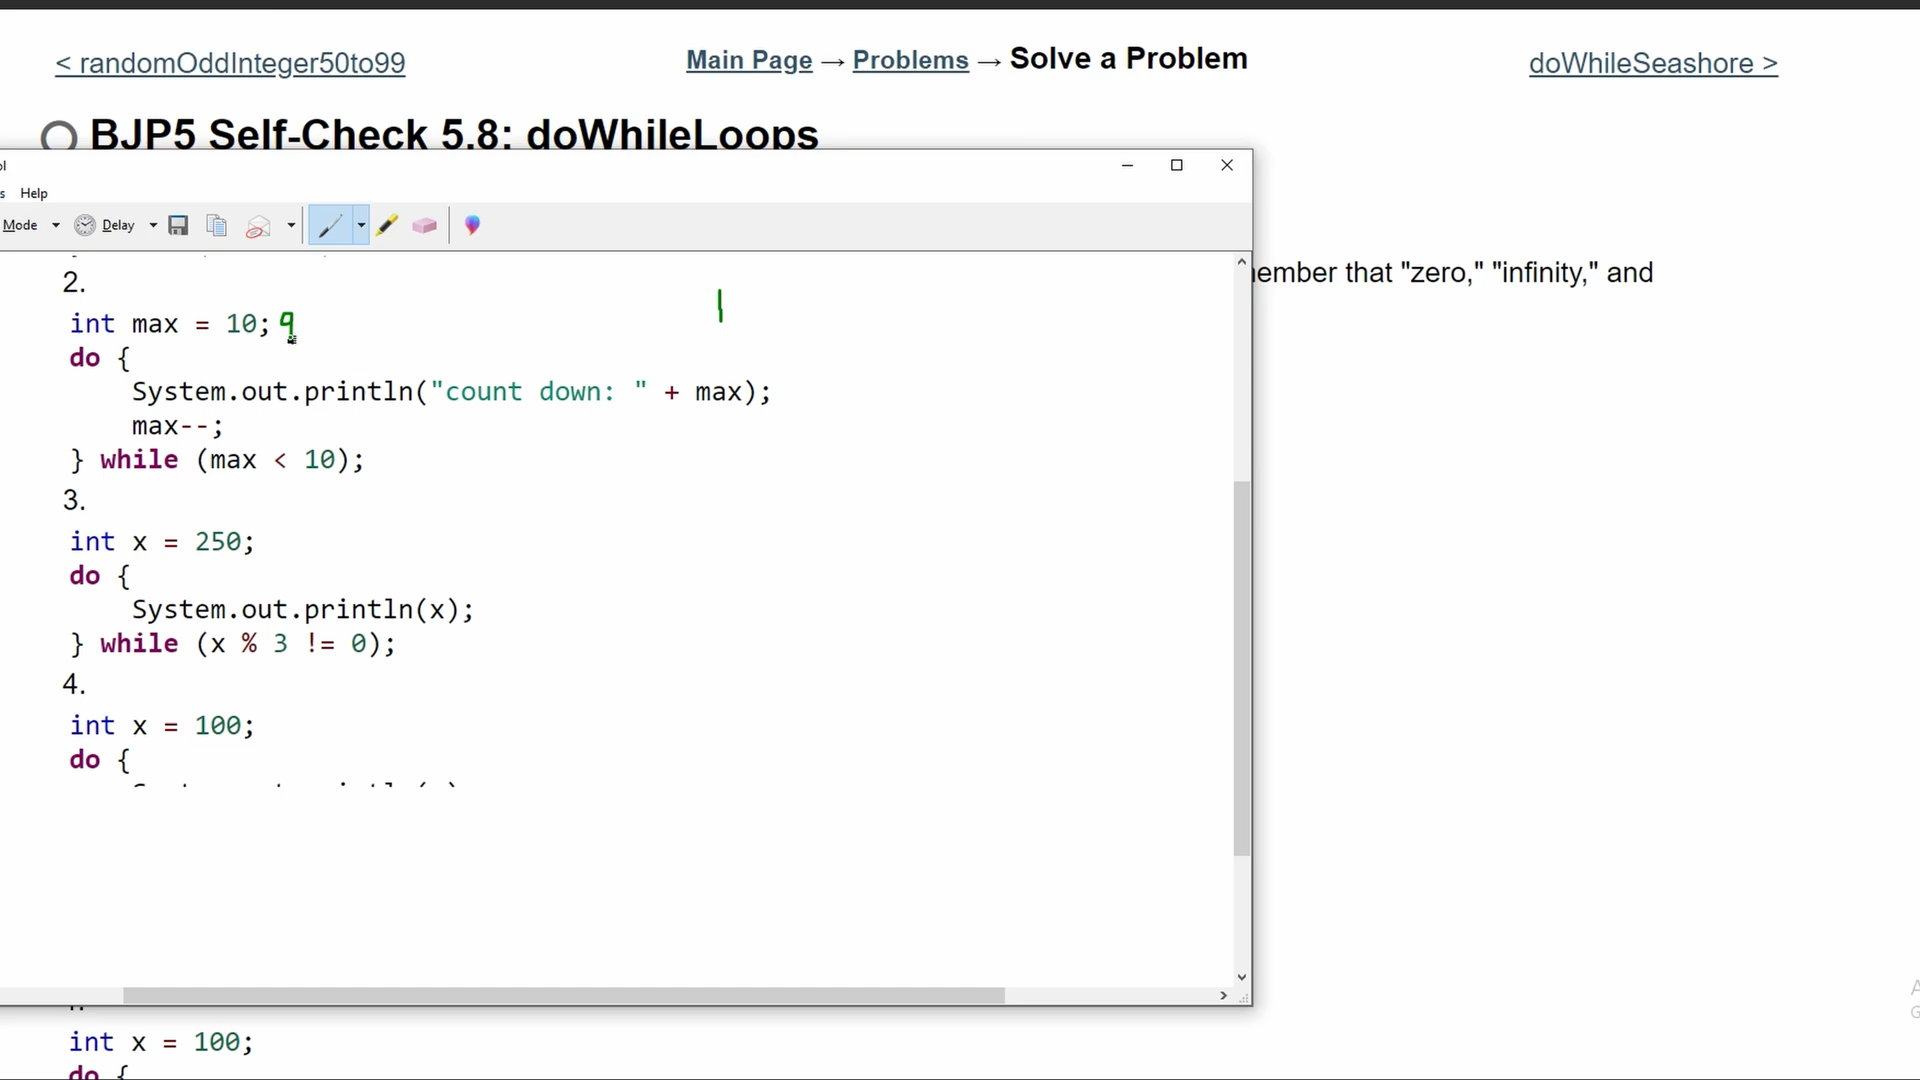 < randomOddInteger50to99
Main Page → Problems → Solve a Problem
doWhileSeashore >
BJP5 Self-Check 5.8: doWhileLoops
Help
Mode
Delay
member that "zero," "infinity," and
2.
int max = 10; 9
do {
System.out.println("count down: " + max);
max--;
} while (max < 10);
3.
int x = 250;
do {
System.out.println(x);
} while (x % 3 != 0);
4.
int x = 100;
do {
int x = 100;
do {